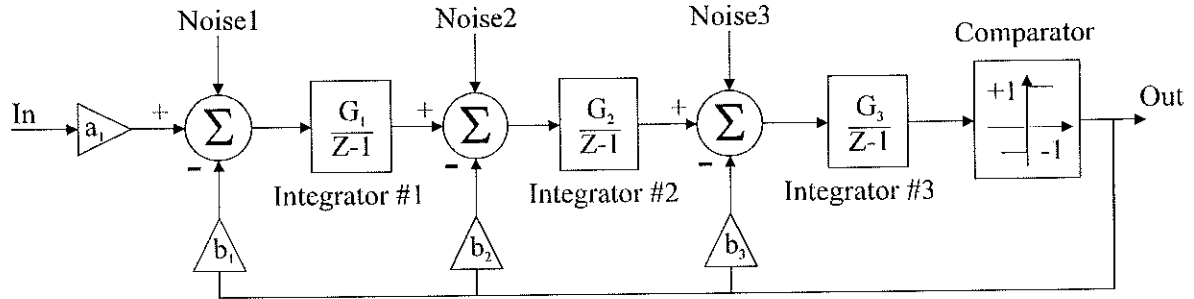 Noise1
Noise2
Noise3
Comparator
In
a₁
+
Σ
-
G₁
Z-1
Integrator #1
+
Σ
-
G₂
Z-1
Integrator #2
+
Σ
-
G₃
Z-1
Integrator #3
+1
-1
Out
b₁
b₂
b₃